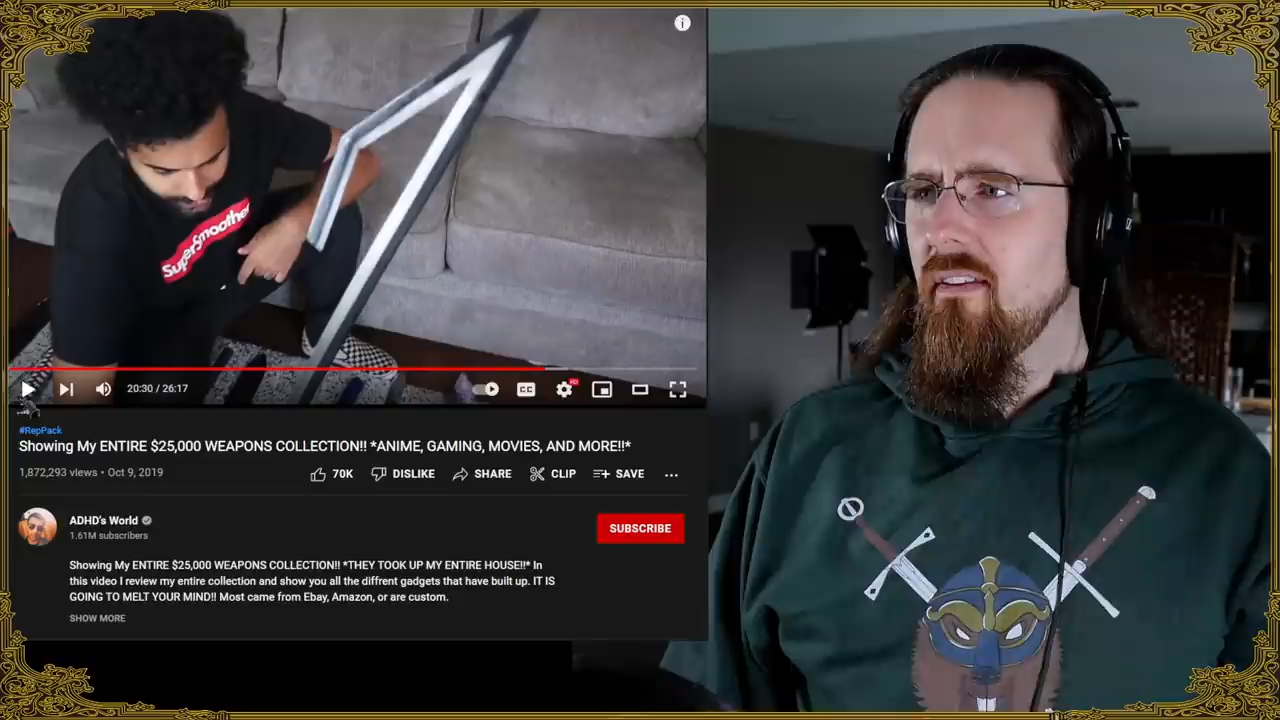 SuperSmoother
20:30 / 26:17
CC
HD
#RepPack
Showing My ENTIRE $25,000 WEAPONS COLLECTION!! *ANIME, GAMING, MOVIES, AND MORE!!*
1,872,293 views • Oct 9, 2019
70K DISLIKE SHARE CLIP SAVE
ADHD's World
1.61M subscribers
SUBSCRIBE
Showing My ENTIRE $25,000 WEAPONS COLLECTION!! *THEY TOOK UP MY ENTIRE HOUSE!!* In
this video I review my entire collection and show you all the diffrent gadgets that have built up. IT IS
GOING TO MELT YOUR MIND!! Most came from Ebay, Amazon, or are custom.
SHOW MORE